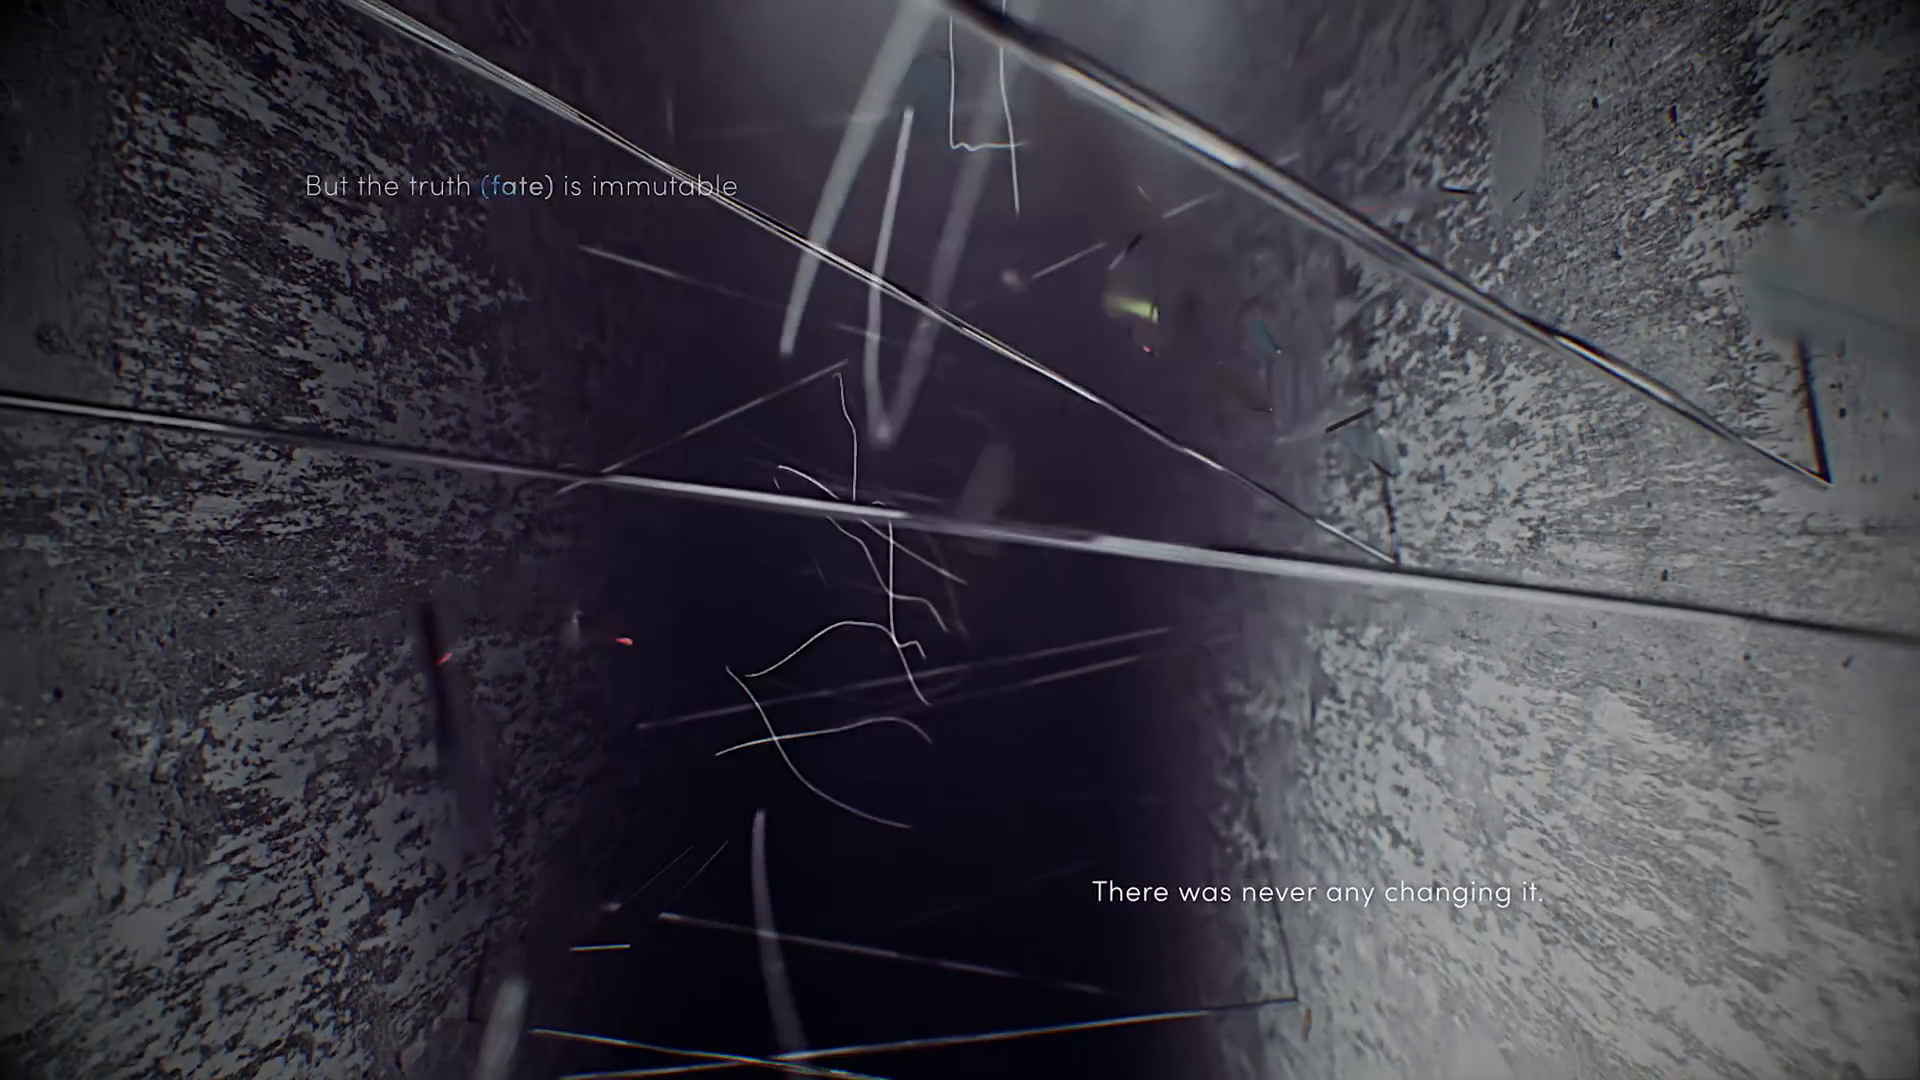 But the truth (fate) is immutable
There was never any changing it.